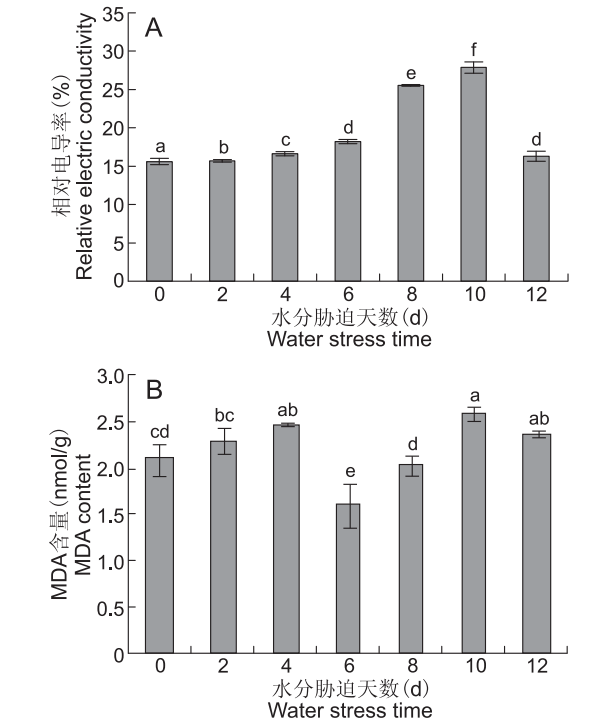 A
35
30
25
20
15
10
5
0
相对电导率(%)
Relative electric conductivity
a
b
c
d
e
f
d
0 2 4 6 8 10 12
水分胁迫天数(d)
Water stress time
B
3.0
2.5
2.0
1.5
1.0
0.5
0
MDA含量(nmol/g)
MDA content
cd
bc
ab
e
d
a
ab
0 2 4 6 8 10 12
水分胁迫天数(d)
Water stress time